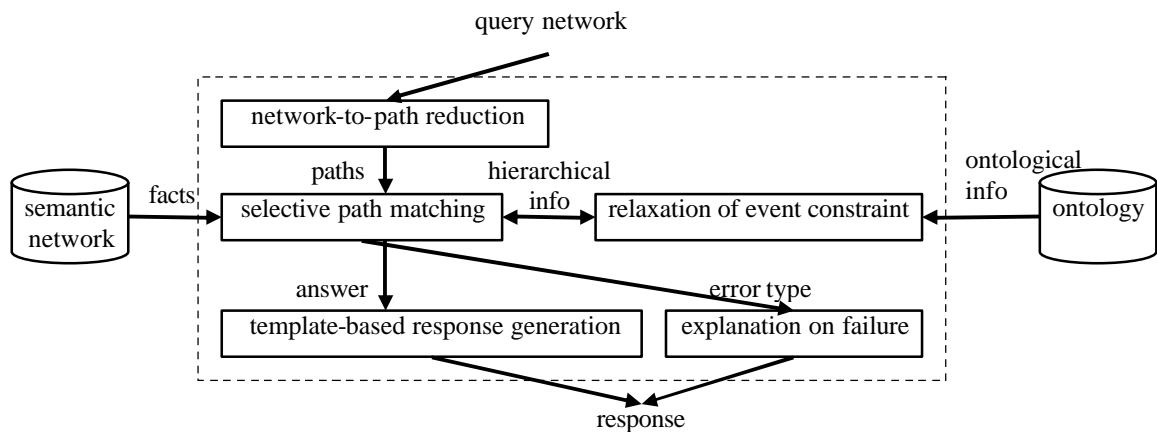 query network
network-to-path reduction
paths
hierarchical
info
ontological
info
facts
semantic
network
selective path matching
relaxation of event constraint
ontology
answer
error type
template-based response generation
explanation on failure
response